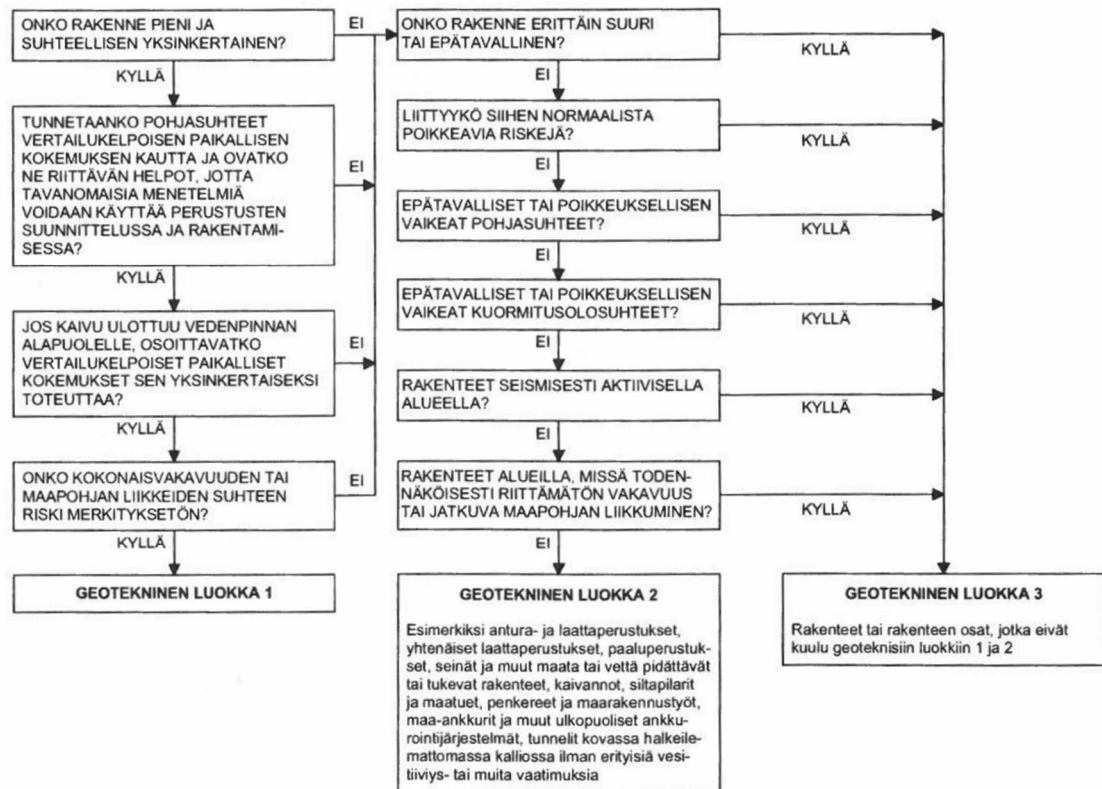 ONKO RAKENNE PIENI JA
SUHTEELLISEN YKSINKERTAINEN?
EI
KYLLÄ
TUNNETAANKO POHJASUHTEET
VERTAILUKELPOISEN PAIKALLISEN
KOKEMUKSEN KAUTTA JA OVATKO
NE RIITTÄVÄN HELPOT, JOTTA
TAVANOMAISIA MENETELMIÄ
VOIDAAN KÄYTTÄÄ PERUSTUSTEN
SUUNNITTELUSSA JA RAKENTAMI-
SESSA?
EI
KYLLÄ
JOS KAIVU ULOTTUU VEDENPINNAN
ALAPUOLELLE, OSOITTAVATKO
VERTAILUKELPOISET PAIKALLISET
KOKEMUKSET SEN YKSINKERTAISEKSI
TOTEUTTAA?
EI
KYLLÄ
ONKO KOKONAISVAKAVUUDEN TAI
MAAPOHJAN LIIKKEIDEN SUHTEEN
RISKI MERKITYKSETÖN?
EI
KYLLÄ
GEOTEKNINEN LUOKKA 1
ONKO RAKENNE ERITTÄIN SUURI
TAI EPÄTAVALLINEN?
KYLLÄ
EI
LIITTYYKÖ SIIHEN NORMAALISTA
POIKKEAVIA RISKEJÄ?
KYLLÄ
EI
EPÄTAVALLISET TAI POIKKEUKSELLISEN
VAIKEAT POHJASUHTEET?
KYLLÄ
EI
EPÄTAVALLISET TAI POIKKEUKSELLISEN
VAIKEAT KUORMITUSOLOSUHTEET?
KYLLÄ
EI
RAKENTEET SEISMISESTI AKTIIVISELLA
ALUEELLA?
KYLLÄ
EI
RAKENTEET ALUEILLA, MISSÄ TODEN-
NÄKÖISESTI RIITTÄMÄTÖN VAKAVUUS
TAI JATKUVA MAAPOHJAN LIIKKUMINEN?
KYLLÄ
EI
GEOTEKNINEN LUOKKA 2
Esimerkiksi antura- ja laattaperustukset,
yhtenäiset laattaperustukset, paaluperustuk-
set, seinät ja muut maata tai vettä pidättävät
tai tukevat rakenteet, kaivannot, siltapilarit
ja maatuet, penkereet ja maarakennustyöt,
maa-ankkurit ja muut ulkopuoliset ankku-
rointijärjestelmät, tunnelit kovassa halkeile-
mattomassa kalliossa ilman erityisiä vesi-
tiiviys- tai muita vaatimuksia
GEOTEKNINEN LUOKKA 3
Rakenteet tai rakenteen osat, jotka eivät
kuulu geoteknisiin luokkiin 1 ja 2